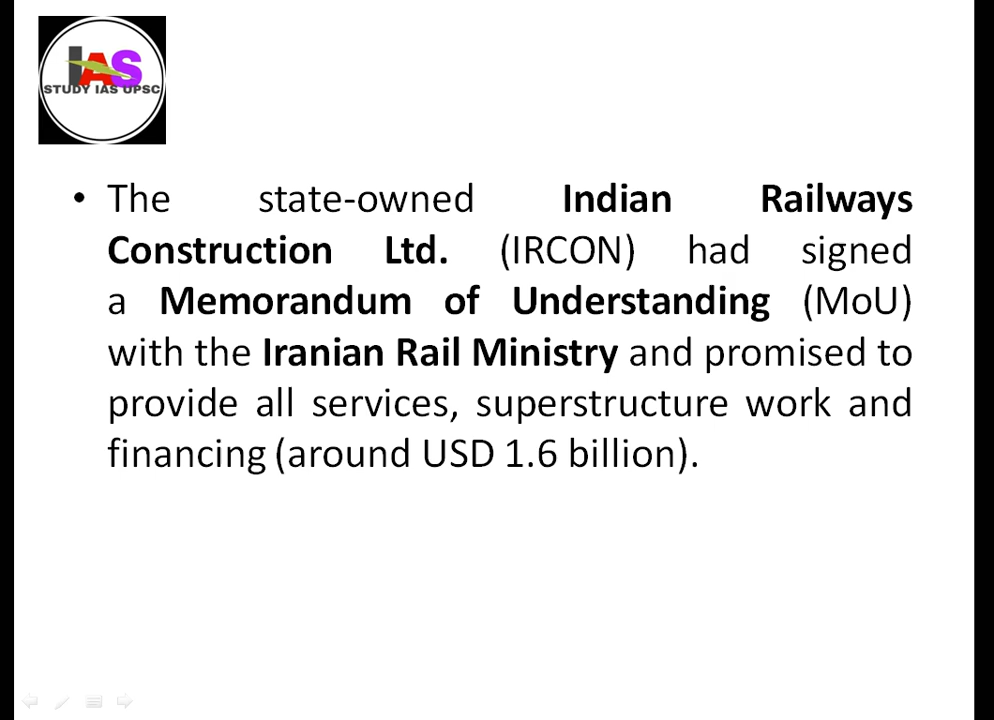 IAS
STUDY IAS UPSC
• The state-owned Indian Railways
Construction Ltd. (IRCON) had signed
a Memorandum of Understanding (MoU)
with the Iranian Rail Ministry and promised to
provide all services, superstructure work and
financing (around USD 1.6 billion).